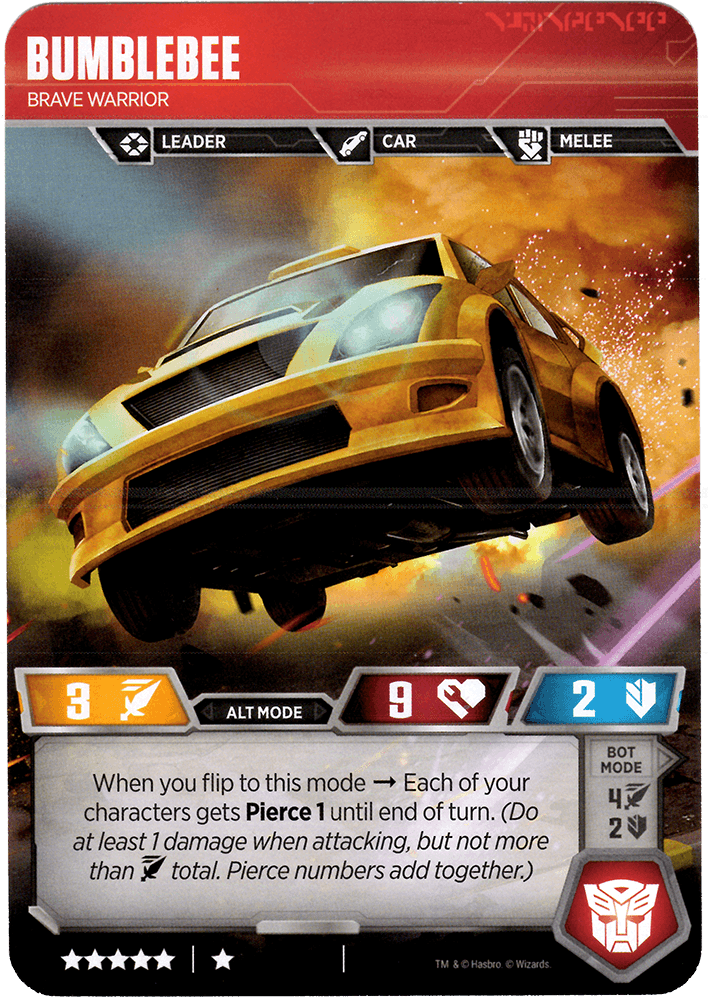 BUMBLEBEE
BRAVE WARRIOR
LEADER CAR MELEE
3 ALT MODE 9 2
When you flip to this mode → Each of your
characters gets Pierce 1 until end of turn. (Do
at least 1 damage when attacking, but not more
than total. Pierce numbers add together.)
BOT
MODE
4
2
TM & © Hasbro. © Wizards.